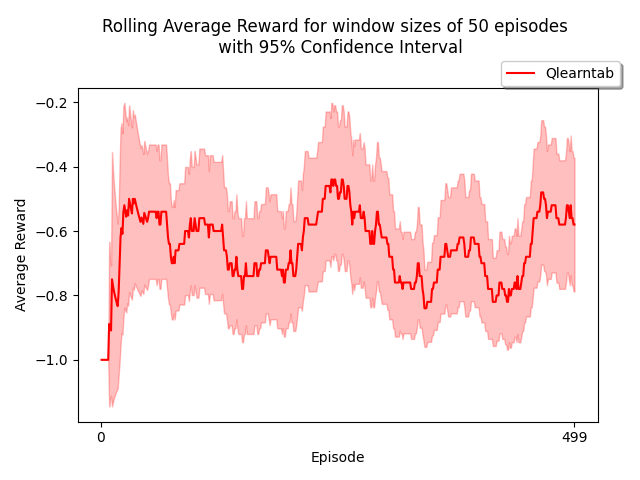 Rolling Average Reward for window sizes of 50 episodes
with 95% Confidence Interval
Qlearntab
−0.2
−0.4
−0.6
−0.8
−1.0
Average Reward
0
499
Episode